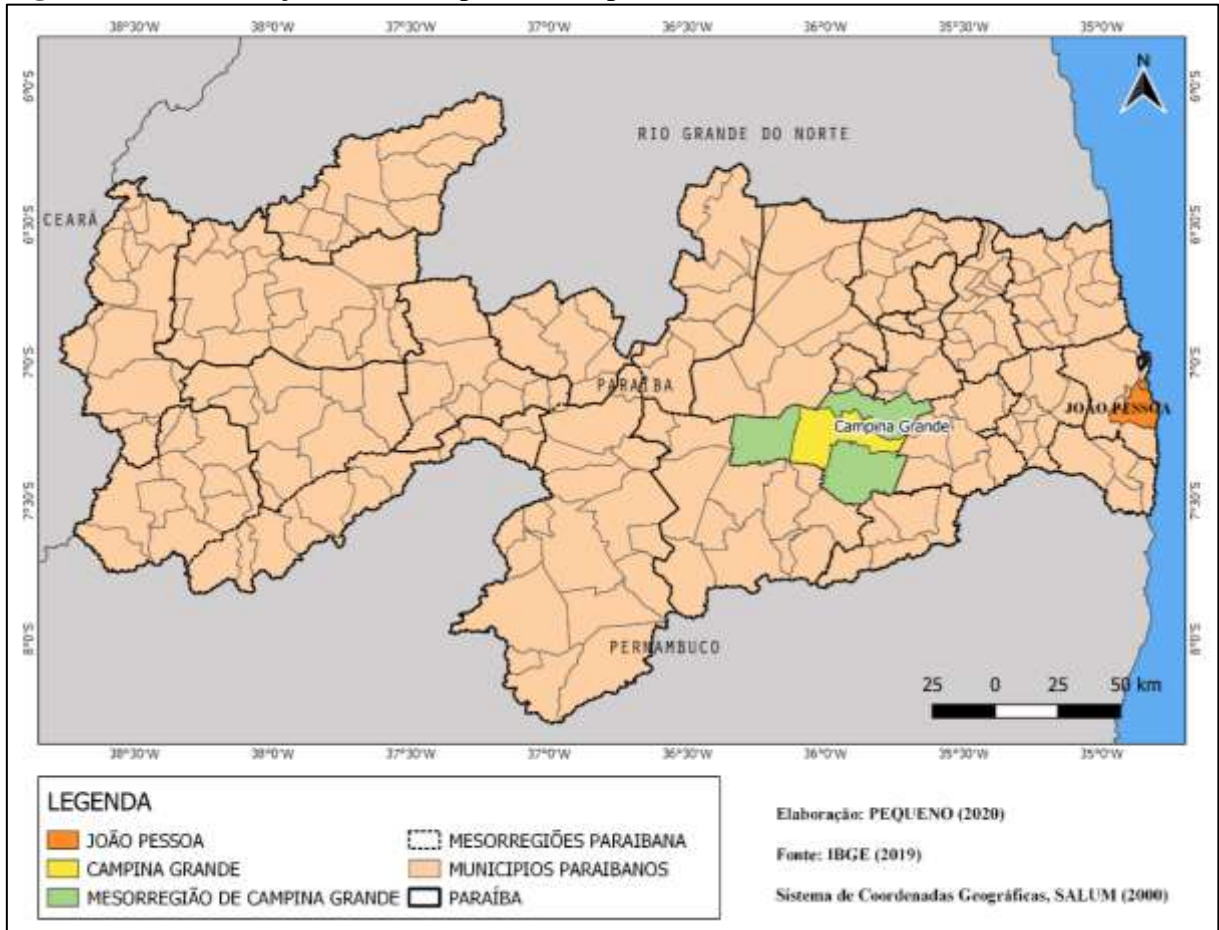 38°30'W 38°0'W 37°30'W 37°0'W 36°30'W 36°0'W 35°30'W 35°0'W
N
6°0'S 6°0'S
RIO GRANDE DO NORTE
CEARÁ
6°30'S 6°30'S
7°0'S 7°0'S
PARAÍBA
JOÃO PESSOA
Campina Grande
7°30'S 7°30'S
8°0'S 8°0'S
PERNAMBUCO
25 0 25 50 km
38°30'W 38°0'W 37°30'W 37°0'W 36°30'W 36°0'W 35°30'W 35°0'W
LEGENDA
JOÃO PESSOA
CAMPINA GRANDE
MESORREGIÃO DE CAMPINA GRANDE
MESORREGIÕES PARAIBANA
MUNICIPIOS PARAIBANOS
PARAÍBA
Elaboração: PEQUENO (2020)
Fonte: IBGE (2019)
Sistema de Coordenadas Geográficas, SALUM (2000)